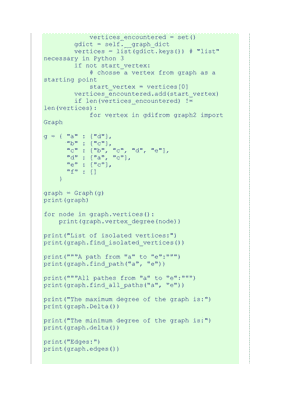 vertices_encountered = set()
gdict = self.__graph_dict
vertices = list(gdict.keys()) # "list"
necessary in Python 3
if not start_vertex:
# chosse a vertex from graph as a
starting point
start_vertex = vertices[0]
vertices_encountered.add(start_vertex)
if len(vertices_encountered) !=
len(vertices):
for vertex in gdifrom graph2 import
Graph
g = { "a" : ["d"],
"b" : ["c"],
"c" : ["b", "c", "d", "e"],
"d" : ["a", "c"],
"e" : ["c"],
"f" : []
}
graph = Graph(g)
print(graph)
for node in graph.vertices():
print(graph.vertex_degree(node))
print("List of isolated vertices:")
print(graph.find_isolated_vertices())
print("""A path from "a" to "e":""")
print(graph.find_path("a", "e"))
print("""All pathes from "a" to "e":""")
print(graph.find_all_paths("a", "e"))
print("The maximum degree of the graph is:")
print(graph.Delta())
print("The minimum degree of the graph is:")
print(graph.delta())
print("Edges:")
print(graph.edges())